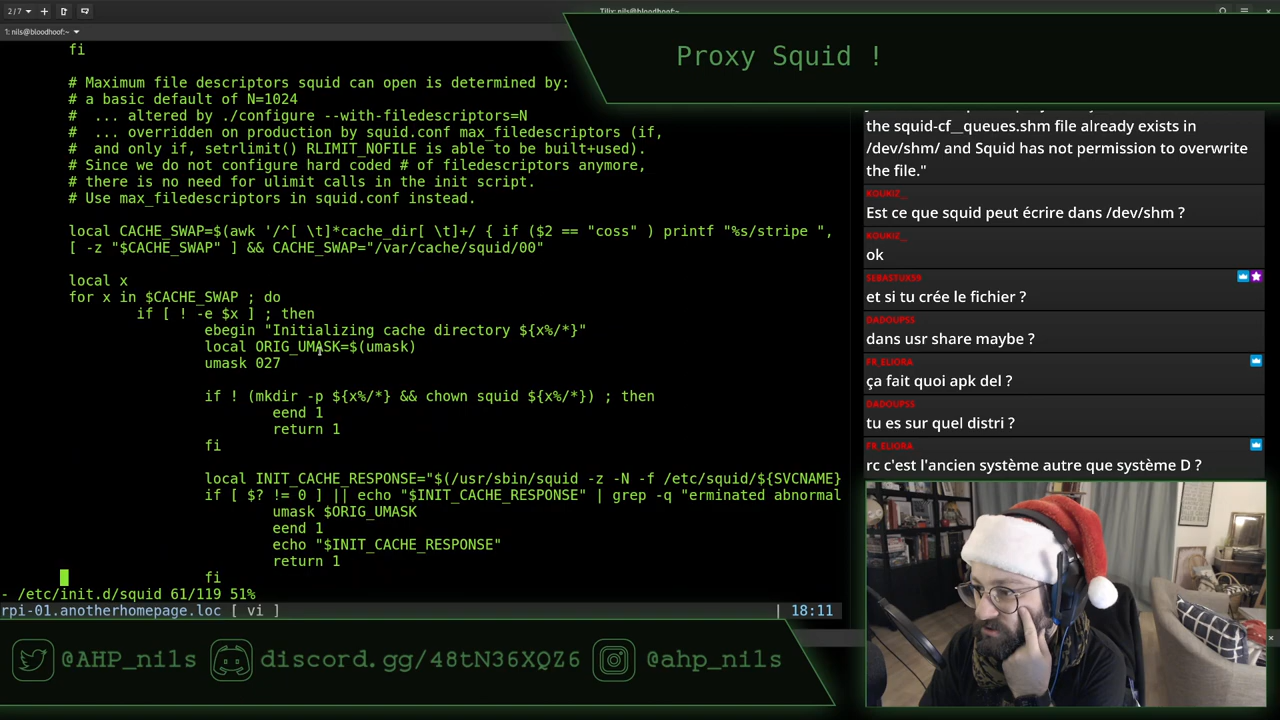 2/7
Tilix: nils@bloodhoof:~
1: nils@bloodhoof:~
Proxy Squid !
fi
# Maximum file descriptors squid can open is determined by:
# a basic default of N=1024
#  ... altered by ./configure --with-filedescriptors=N
#  ... overridden on production by squid.conf max_filedescriptors (if,
#  and only if, setrlimit() RLIMIT_NOFILE is able to be built+used).
# Since we do not configure hard coded # of filedescriptors anymore,
# there is no need for ulimit calls in the init script.
# Use max_filedescriptors in squid.conf instead.
local CACHE_SWAP=$(awk '/^[ \t]*cache_dir[ \t]+/ { if ($2 == "coss" ) printf "%s/stripe ",
[ -z "$CACHE_SWAP" ] && CACHE_SWAP="/var/cache/squid/00"
local x
for x in $CACHE_SWAP ; do
if [ ! -e $x ] ; then
ebegin "Initializing cache directory ${x%/*}"
local ORIG_UMASK=$(umask)
umask 027
if ! (mkdir -p ${x%/*} && chown squid ${x%/*}) ; then
eend 1
return 1
fi
local INIT_CACHE_RESPONSE="$(/usr/sbin/squid -z -N -f /etc/squid/${SVCNAME}
if [ $? != 0 ] || echo "$INIT_CACHE_RESPONSE" | grep -q "erminated abnormal
umask $ORIG_UMASK
eend 1
echo "$INIT_CACHE_RESPONSE"
return 1
fi
- /etc/init.d/squid 61/119 51%
rpi-01.anotherhomepage.loc [ vi ] | 18:11
the squid-cf__queues.shm file already exists in
/dev/shm/ and Squid has not permission to overwrite
the file."
KOUKIZ__
Est ce que squid peut écrire dans /dev/shm ?
KOUKIZ__
ok
SEBASTUX59
et si tu crée le fichier ?
DADOUPSS
dans usr share maybe ?
FR_ELIORA
ça fait quoi apk del ?
DADOUPSS
tu es sur quel distri ?
FR_ELIORA
rc c'est l'ancien système autre que système D ?
@AHP_nils
discord.gg/48tN36XQZ6
@ahp_nils